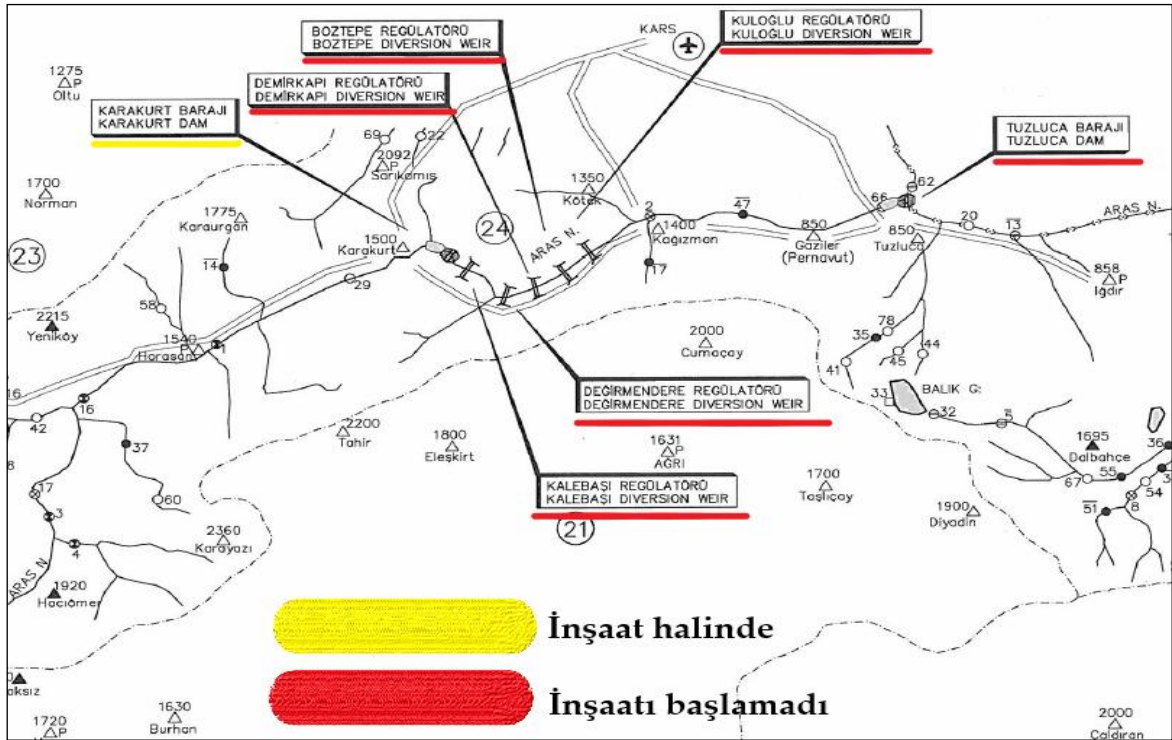 BOZTEPE REGÜLATÖRÜ
BOZTEPE DIVERSION WEIR
KULOĞLU REGÜLATÖRÜ
KULOĞLU DIVERSION WEIR
KARS
1275
P
Oltu
DEMİRKAPI REGÜLATÖRÜ
DEMİRKAPI DIVERSION WEIR
KARAKURT BARAJI
KARAKURT DAM
TUZLUCA BARAJI
TUZLUCA DAM
69
22
2092
P
Sarıkamış
1700
Norman
1350
Kötek
62
66
1775
Karaurgan
24
2
47
20
13
ARAS N.
1500
Karakurt
ARAS N.
1400
Kağızman
850
Gaziler
(Pernavut)
850
Tuzluca
23
14
29
17
858
P
Iğdır
58
2215
Yeniköy
1540
P
Horasan
1
2000
Cumaçay
35
78
41
45
44
16
16
42
DEĞİRMENDERE REGÜLATÖRÜ
DEĞİRMENDERE DIVERSION WEIR
33
BALIK G:
32
5
37
2200
Tahir
1800
Eleşkirt
1631
P
AĞRI
1695
Dalbahçe
36
8
17
60
KALEBAŞI REGÜLATÖRÜ
KALEBAŞI DIVERSION WEIR
1700
Taşlıçay
67
55
54
3
3
21
1900
Diyadin
51
8
4
2360
Karayazı
ARAS N
1920
Hacıömer
İnşaat halinde
İnşaatı başlamadı
0
aksız
1720
P
1630
Burhan
2000
Çaldıran